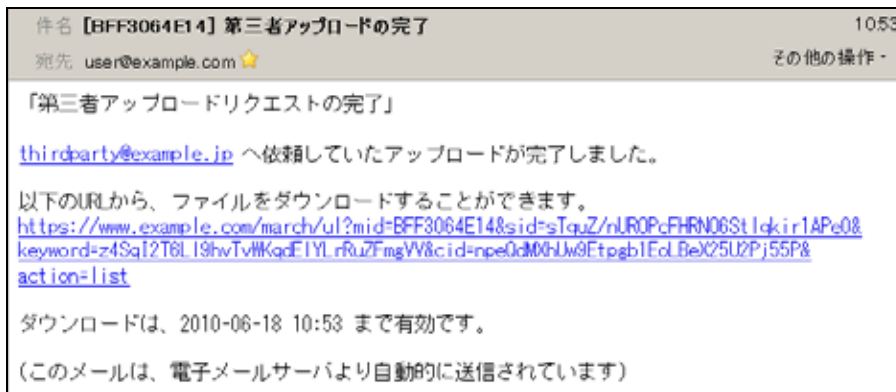 件名 [BFF3064E14] 第三者アップロードの完了 10:53
宛先 user@example.com その他の操作 -
「第三者アップロードリクエストの完了」
thirdparty@example.jp へ依頼していたアップロードが完了しました。
以下のURLから、ファイルをダウンロードすることができます。
https://www.example.com/march/ul?mid=BFF3064E14&sid=sTquZ/nUROPcFHRNO6Stlqkir1APe0&
keyword=z4SqI2T6Ll9hvTvWKqdEIYLrRuZFmgVV&cid=npeQdMXhUw9Etpgb1EoLBeX25U2Pj55P&
action=list
ダウンロードは、2010-06-18 10:53 まで有効です。
(このメールは、電子メールサーバより自動的に送信されています)